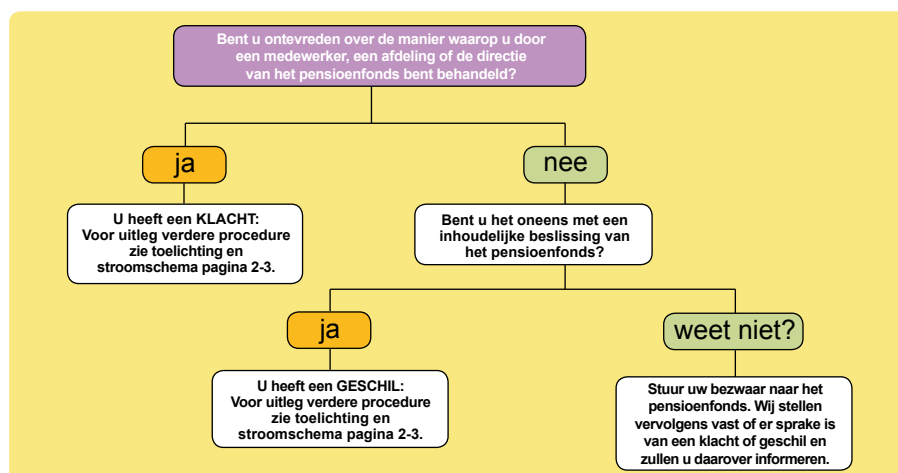 Bent u ontevreden over de manier waarop u door
een medewerker, een afdeling of de directie
van het pensioenfonds bent behandeld?
ja
nee
U heeft een KLACHT:
Voor uitleg verdere procedure
zie toelichting en
stroomschema pagina 2-3.
Bent u het oneens met een
inhoudelijke beslissing van
het pensioenfonds?
ja
weet niet?
U heeft een GESCHIL:
Voor uitleg verdere procedure
zie toelichting en
stroomschema pagina 2-3.
Stuur uw bezwaar naar het
pensioenfonds. Wij stellen
vervolgens vast of er sprake is
van een klacht of geschil en
zullen u daarover informeren.